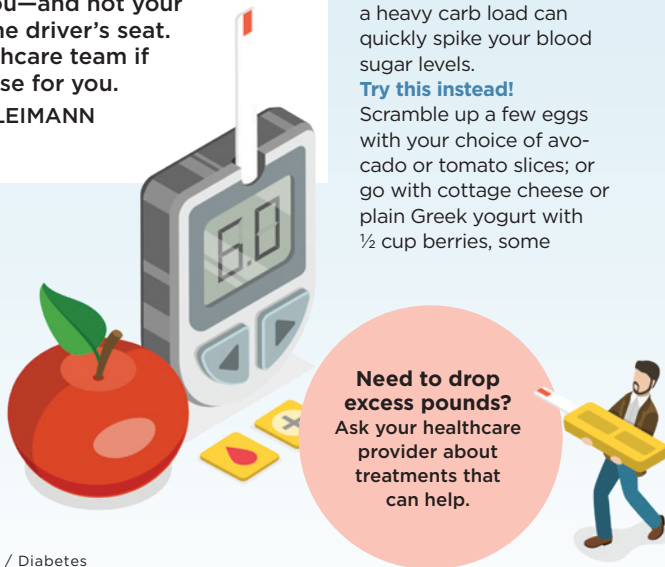 ou—and not your
ne driver's seat.
hcare team if
se for you.
LEIMANN
a heavy carb load can
quickly spike your blood
sugar levels.
Try this instead!
Scramble up a few eggs
with your choice of avo-
cado or tomato slices; or
go with cottage cheese or
plain Greek yogurt with
½ cup berries, some
6.0
Need to drop
excess pounds?
Ask your healthcare
provider about
treatments that
can help.
/ Diabetes